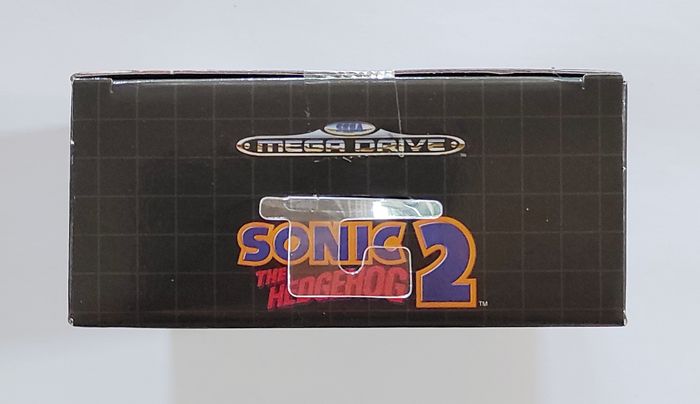 SEGA
MEGA DRIVE
SONIC
THE
HEDGEHOG
2
TM